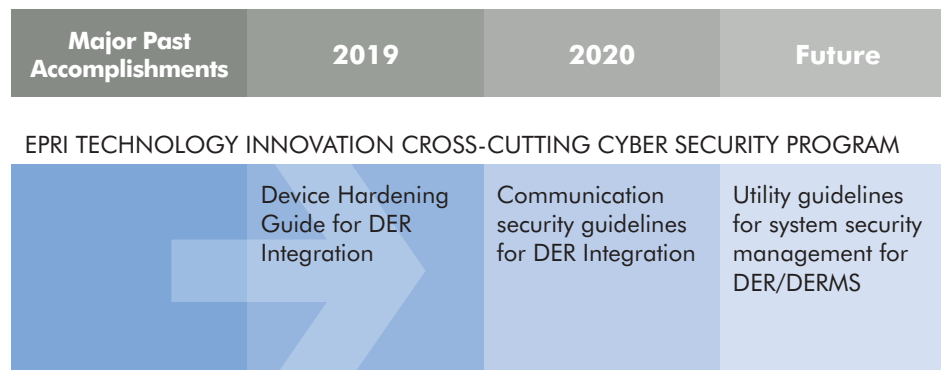 Major Past
Accomplishments
2019
2020
Future
EPRI TECHNOLOGY INNOVATION CROSS-CUTTING CYBER SECURITY PROGRAM
Device Hardening
Guide for DER
Integration
Communication
security guidelines
for DER Integration
Utility guidelines
for system security
management for
DER/DERMS